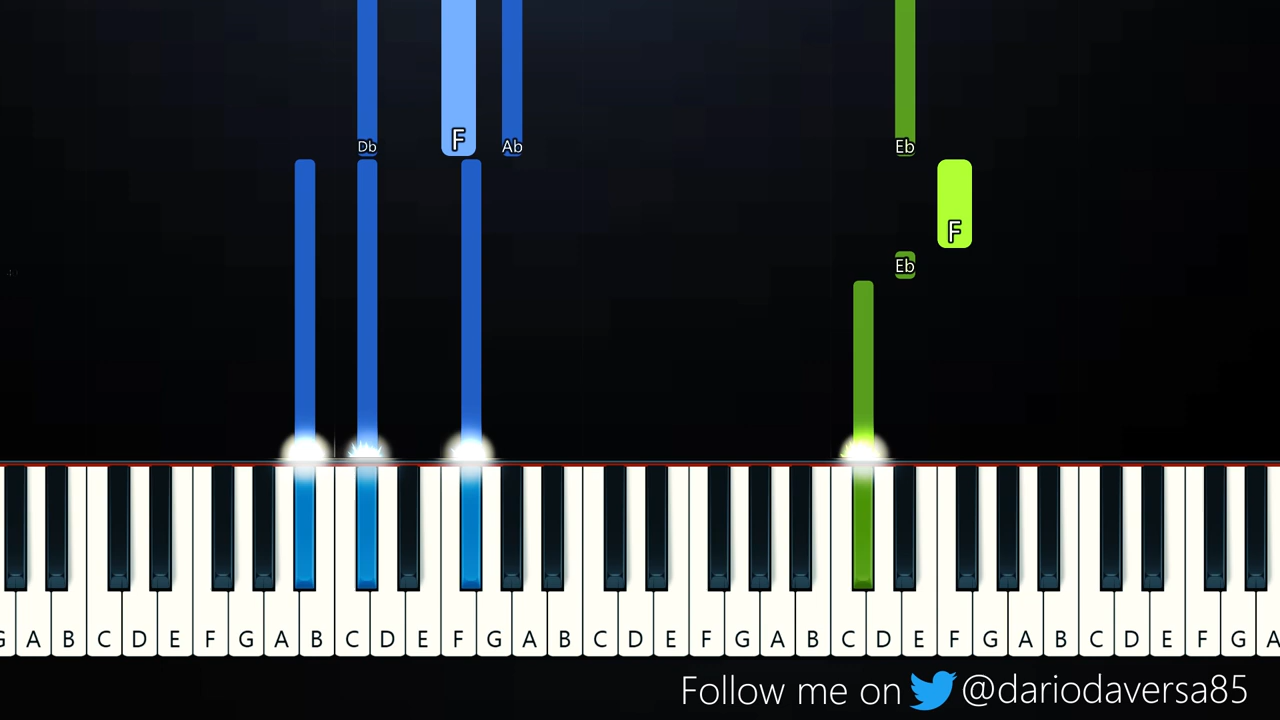 Db F Ab Eb
F
Eb
G A B C D E F G A B C D E F G A B C D E F G A B C D E F G A B C D E F G A
Follow me on @dariodaversa85